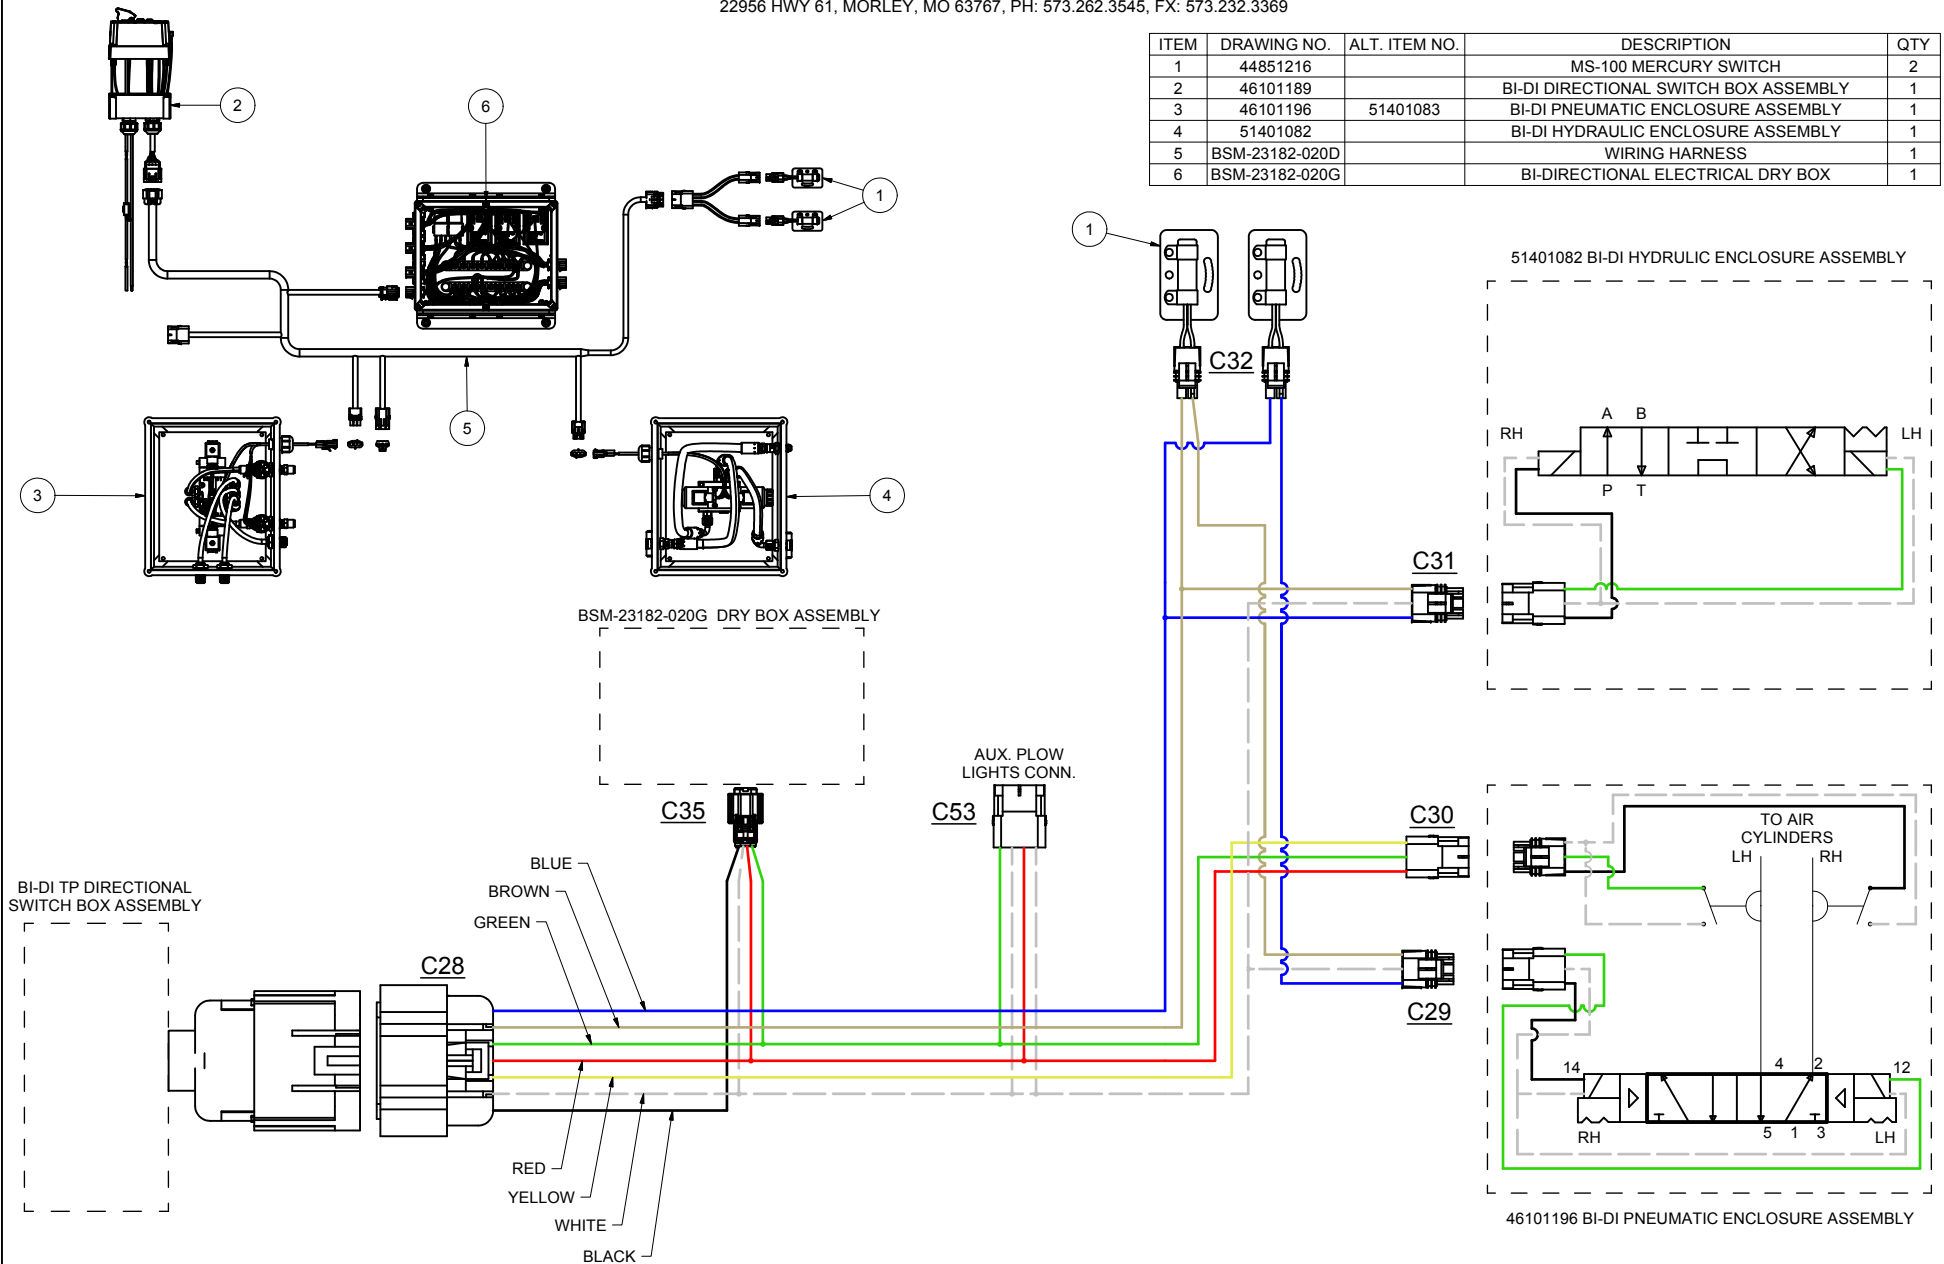 22956 HWY 61, MORLEY, MO 63767, PH: 573.262.3545, FX: 573.232.3369
ITEM DRAWING NO. ALT. ITEM NO. DESCRIPTION QTY
1 44851216 MS-100 MERCURY SWITCH 2
2 46101189 BI-DI DIRECTIONAL SWITCH BOX ASSEMBLY 1
3 46101196 51401083 BI-DI PNEUMATIC ENCLOSURE ASSEMBLY 1
4 51401082 BI-DI HYDRAULIC ENCLOSURE ASSEMBLY 1
5 BSM-23182-020D WIRING HARNESS 1
6 BSM-23182-020G BI-DIRECTIONAL ELECTRICAL DRY BOX 1
2
6
1
5
3
4
1
C32
51401082 BI-DI HYDRULIC ENCLOSURE ASSEMBLY
A B
RH LH
P T
C31
BSM-23182-020G DRY BOX ASSEMBLY
C35
AUX. PLOW
LIGHTS CONN.
C53
C30
TO AIR
CYLINDERS
LH RH
C29
BI-DI TP DIRECTIONAL
SWITCH BOX ASSEMBLY
C28
BLUE
BROWN
GREEN
RED
YELLOW
WHITE
BLACK
14 4 2 12
RH 5 1 3 LH
46101196 BI-DI PNEUMATIC ENCLOSURE ASSEMBLY